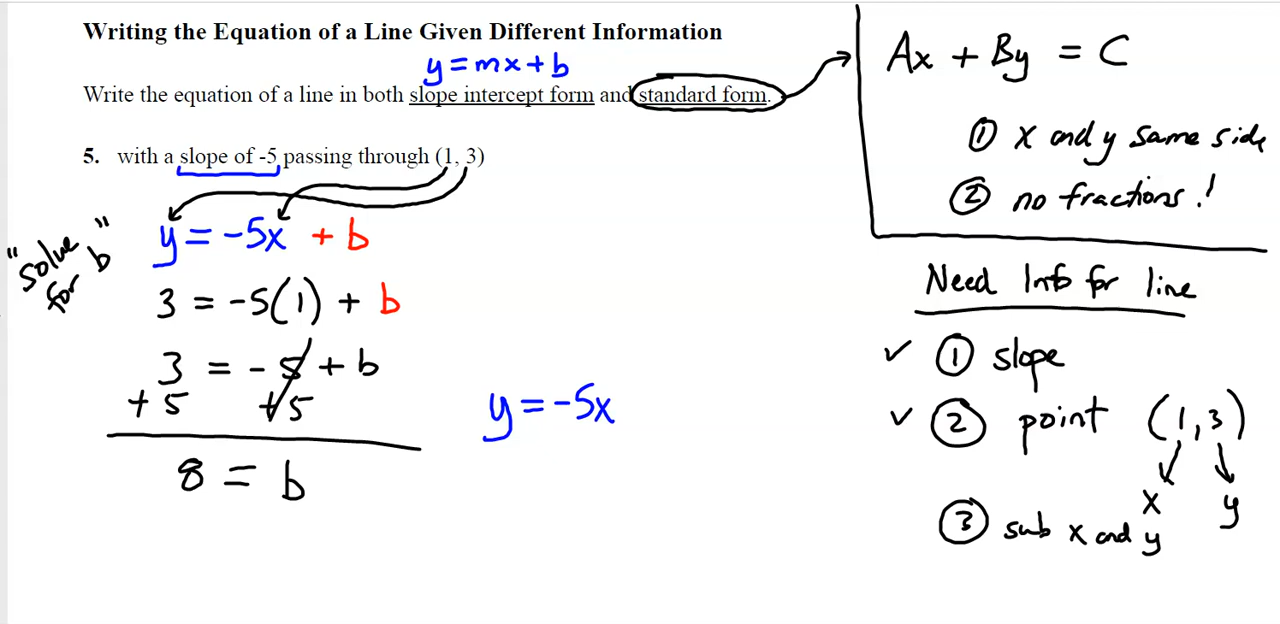 Writing the Equation of a Line Given Different Information
y = mx + b
Write the equation of a line in both slope intercept form and standard form.
5. with a slope of -5 passing through (1, 3)
"solve for b"
y = -5x + b
3 = -5(1) + b
3 = -5 + b
+5 +5
8 = b
y = -5x
Ax + By = C
① x and y same side
② no fractions!
Need Info for line
✓ ① slope
✓ ② point (1,3)
x y
③ sub x and y